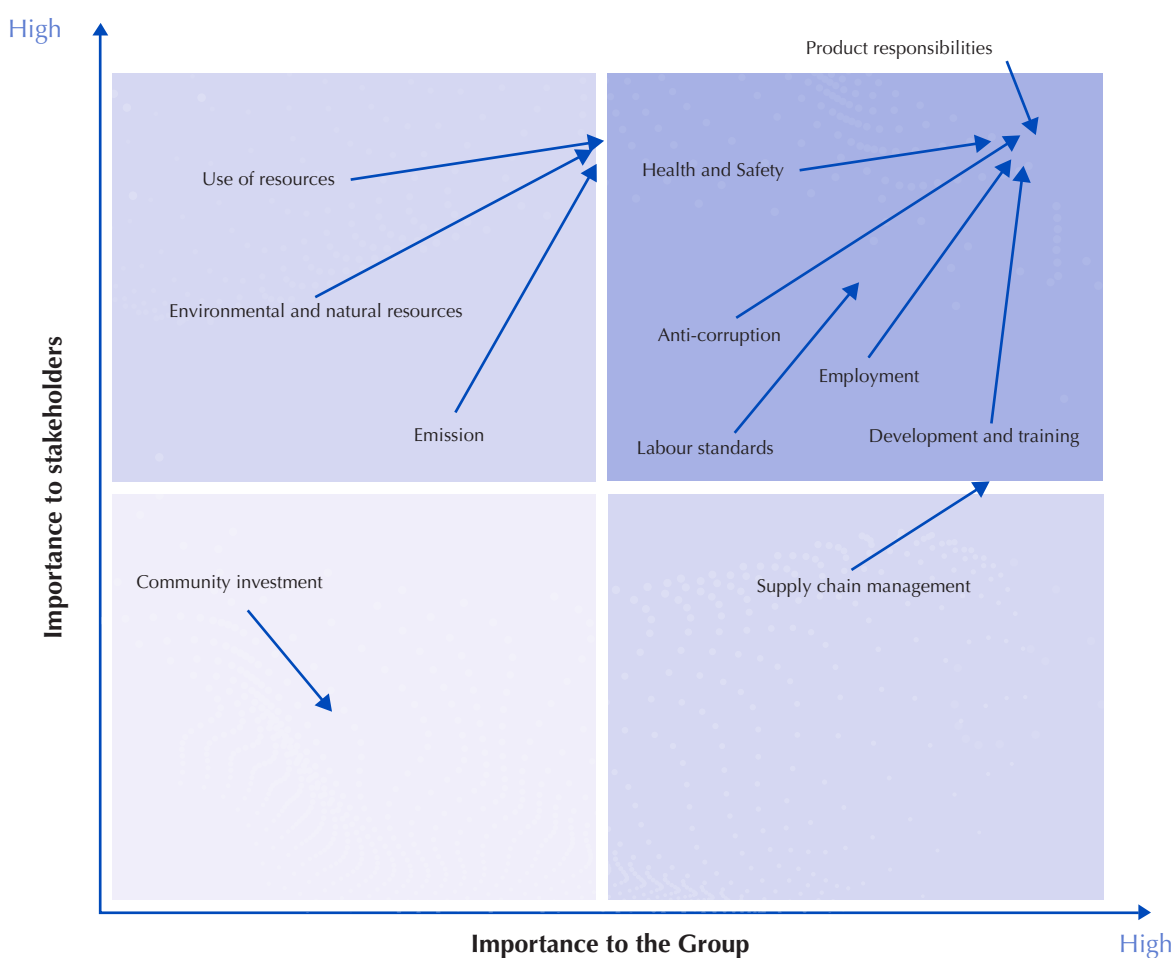 High
Product responsibilities
Use of resources
Health and Safety
Environmental and natural resources
Anti-corruption
Employment
Emission
Labour standards
Development and training
Importance to stakeholders
Community investment
Supply chain management
Importance to the Group
High